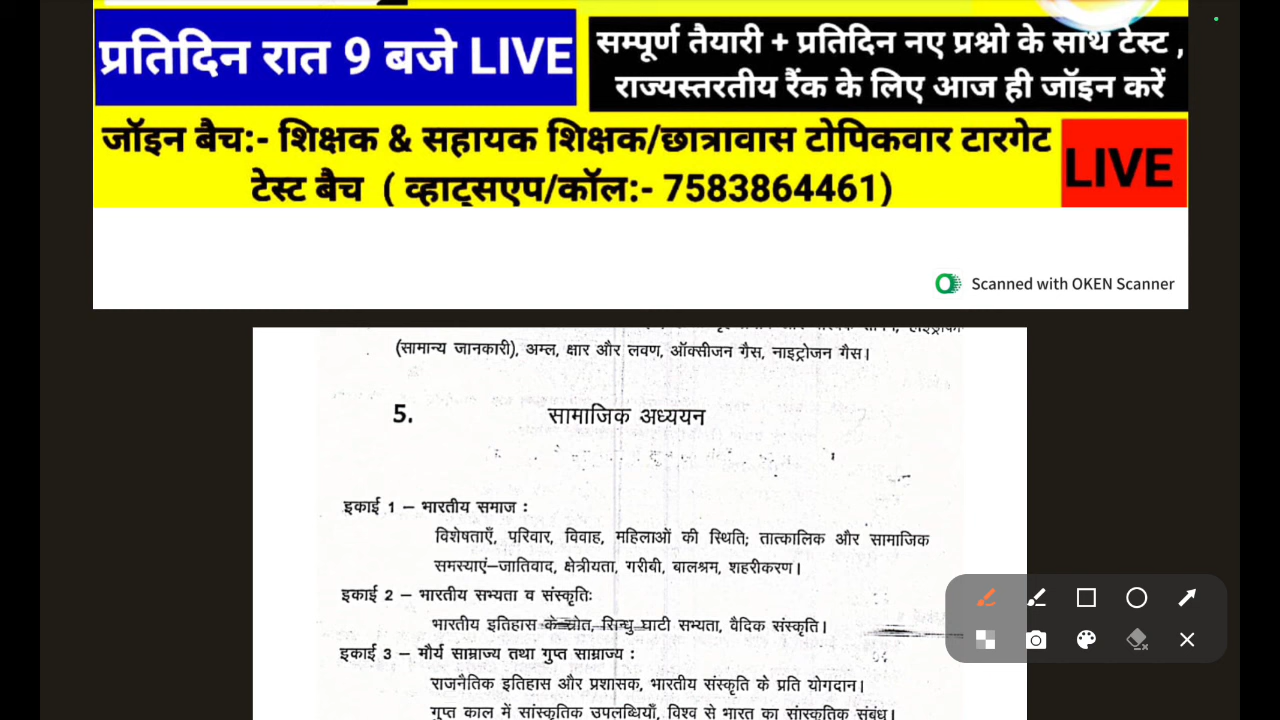 प्रतिदिन रात 9 बजे LIVE
सम्पूर्ण तैयारी + प्रतिदिन नए प्रश्नो के साथ टेस्ट ,
राज्यस्तरतीय रैंक के लिए आज ही जॉइन करें
जॉइन बैच:- शिक्षक & सहायक शिक्षक/छात्रावास टोपिकवार टारगेट
टेस्ट बैच ( व्हाट्सएप/कॉल:- 7583864461)
LIVE
Scanned with OKEN Scanner
(सामान्य जानकारी), अम्ल, क्षार और लवण, ऑक्सीजन गैस, नाइट्रोजन गैस।
5. सामाजिक अध्ययन
इकाई 1 – भारतीय समाज :
विशेषताएँ, परिवार, विवाह, महिलाओं की स्थिति; तात्कालिक और सामाजिक
समस्याएं–जातिवाद, क्षेत्रीयता, गरीबी, बालश्रम, शहरीकरण।
इकाई 2 – भारतीय सभ्यता व संस्कृतिः
भारतीय इतिहास के स्रोत, सिन्धु घाटी सभ्यता, वैदिक संस्कृति।
इकाई 3 – मौर्य साम्राज्य तथा गुप्त साम्राज्य :
राजनैतिक इतिहास और प्रशासक, भारतीय संस्कृति के प्रति योगदान।
गुप्त काल में सांस्कृतिक उपलब्धियाँ, विश्व से भारत का सांस्कृतिक संबंध।